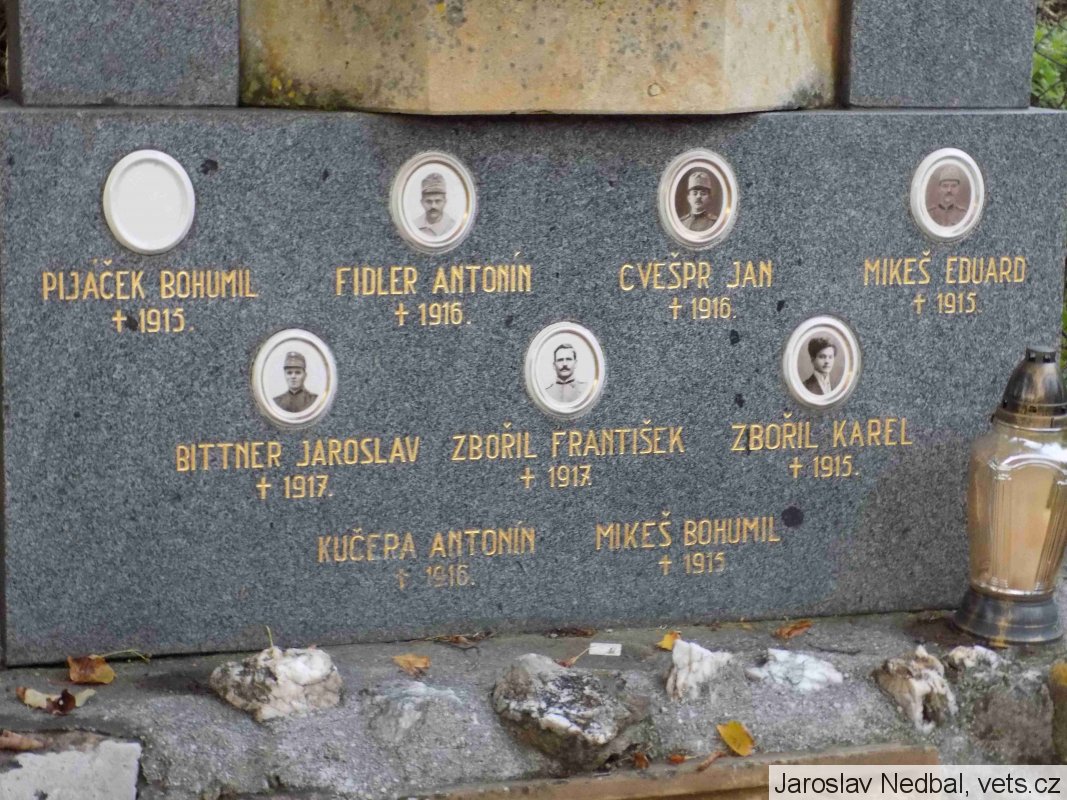 PIJÁČEK BOHUMIL
✝ 1915.
FIDLER ANTONÍN
✝ 1916.
CVEŠPR JAN
✝ 1916.
MIKEŠ EDUARD
✝ 1915.
BITTNER JAROSLAV
✝ 1917.
ZBOŘIL FRANTIŠEK
✝ 1917.
ZBOŘIL KAREL
✝ 1915.
KUČERA ANTONÍN
✝ 1916.
MIKEŠ BOHUMIL
✝ 1915
Jaroslav Nedbal, vets.cz